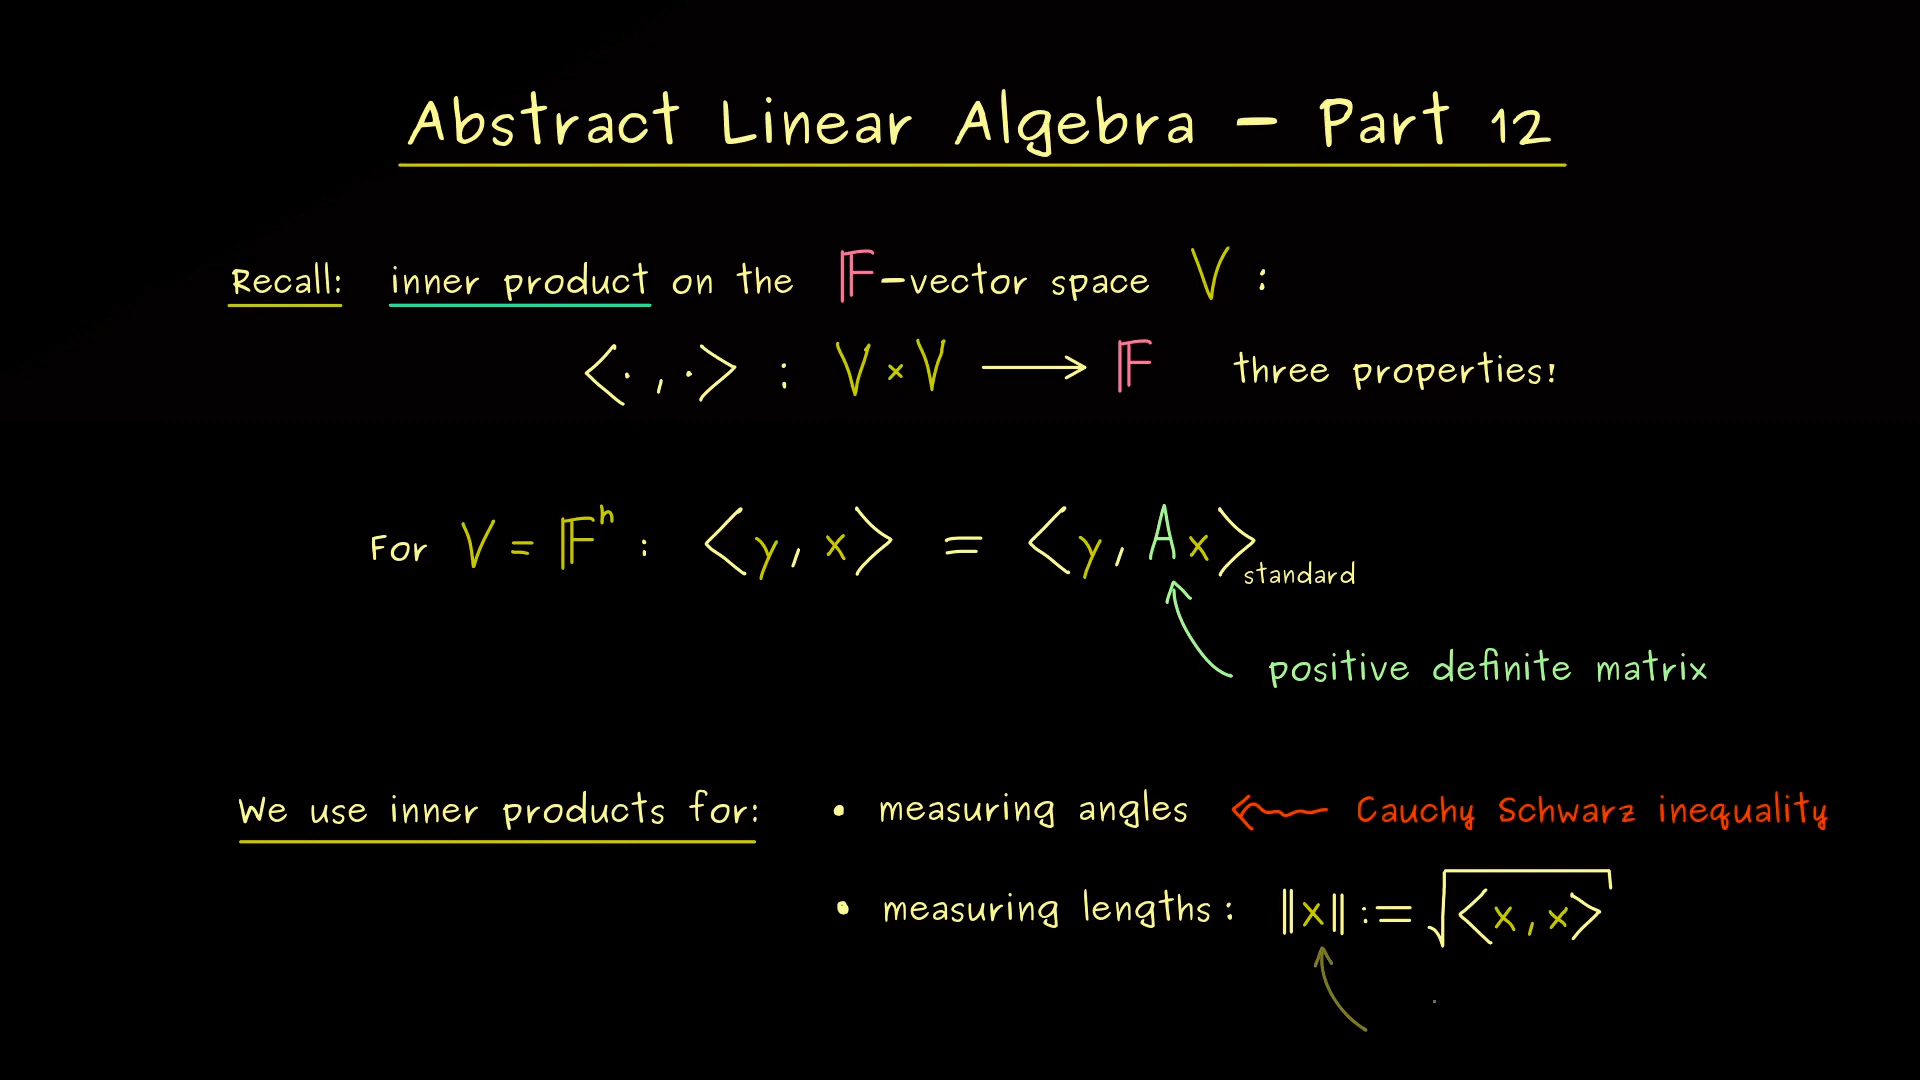 Abstract Linear Algebra – Part 12
Recall: inner product on the 𝔽-vector space V :
⟨· , ·⟩ : V × V ⟶ 𝔽 three properties!
For V = 𝔽ⁿ : ⟨y, x⟩ = ⟨y, Ax⟩standard
positive definite matrix
We use inner products for: • measuring angles ← Cauchy Schwarz inequality
• measuring lengths : ‖x‖ := √⟨x, x⟩